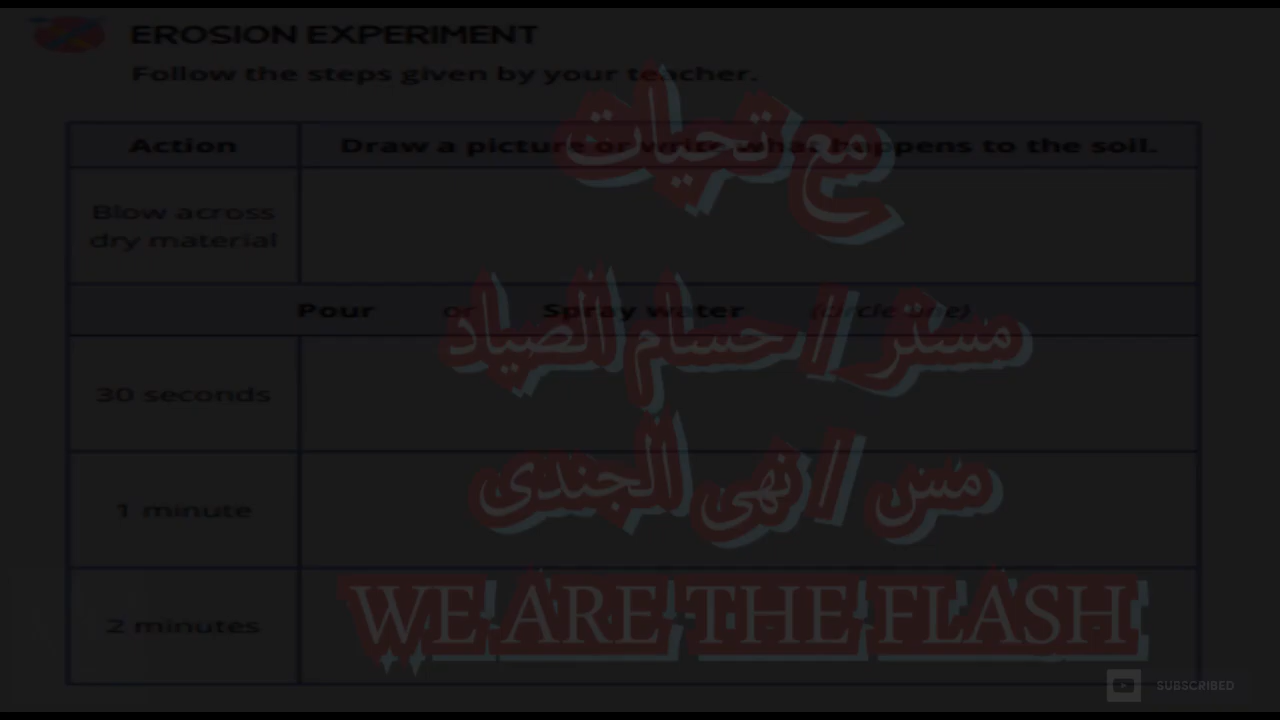 EROSION EXPERIMENT
Follow the steps given by your teacher.
Action
Draw a picture or write what happens to the soil.
Blow across
dry material
Pour or Spray water (circle one)
30 seconds
1 minute
2 minutes
مع تحيات
مستر / حسام الصياد
مس / نهى الجندى
WE ARE THE FLASH
SUBSCRIBED